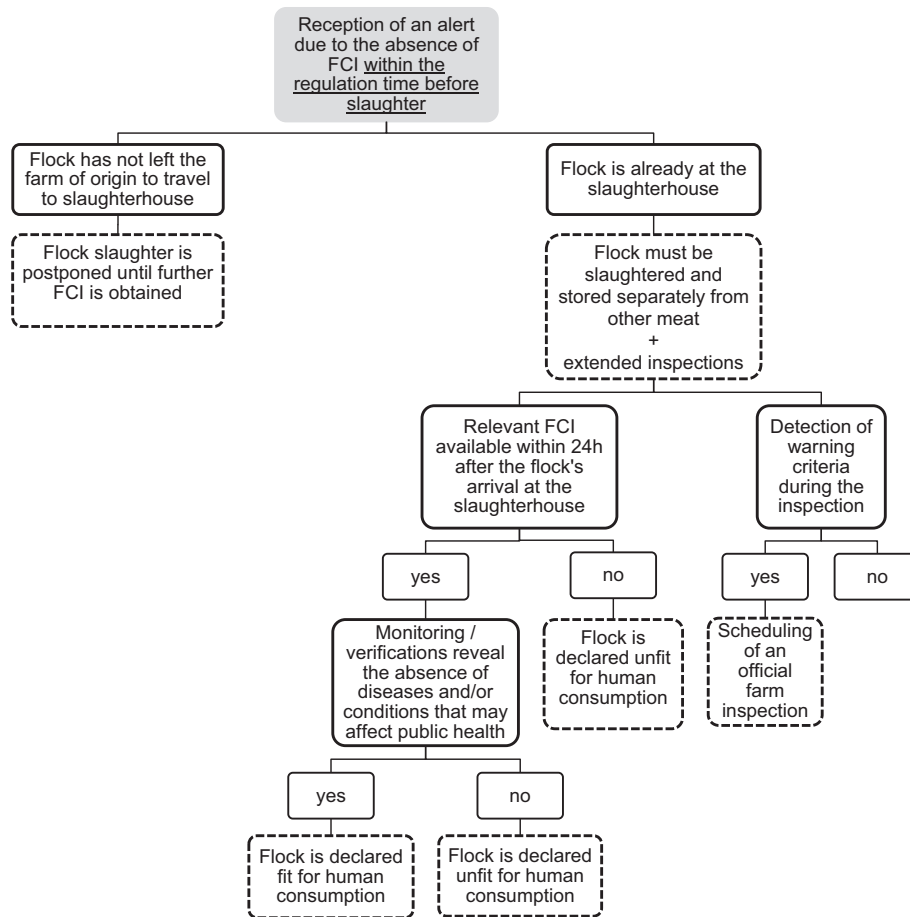 Reception of an alert
due to the absence of
FCI within the
regulation time before
slaughter
Flock has not left the
farm of origin to travel
to slaughterhouse
Flock is already at the
slaughterhouse
Flock slaughter is
postponed until further
FCI is obtained
Flock must be
slaughtered and
stored separately from
other meat
+
extended inspections
Relevant FCI
available within 24h
after the flock's
arrival at the
slaughterhouse
Detection of
warning
criteria
during the
inspection
yes
no
yes
no
Monitoring /
verifications reveal
the absence of
diseases and/or
conditions that may
affect public health
Flock is
declared unfit
for human
consumption
Scheduling
of an
official
farm
inspection
yes
no
Flock is declared
fit for human
consumption
Flock is declared
unfit for human
consumption